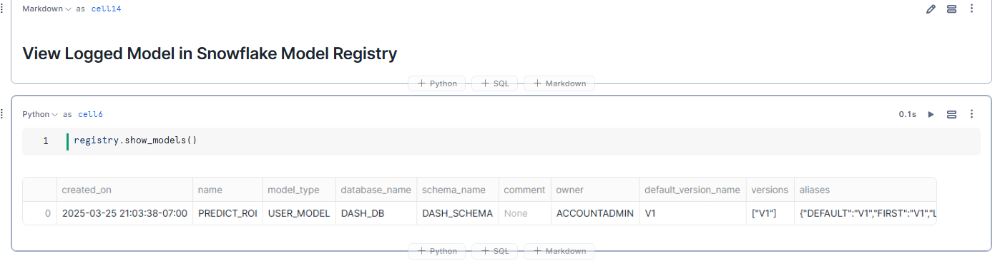 Markdown as cell14
View Logged Model in Snowflake Model Registry
+ Python + SQL + Markdown
Python as cell6 0.1s
1 registry.show_models()
created_on name model_type database_name schema_name comment owner default_version_name versions aliases
0 2025-03-25 21:03:38-07:00 PREDICT_ROI USER_MODEL DASH_DB DASH_SCHEMA None ACCOUNTADMIN V1 ["V1"] {"DEFAULT":"V1","FIRST":"V1","L
+ Python + SQL + Markdown